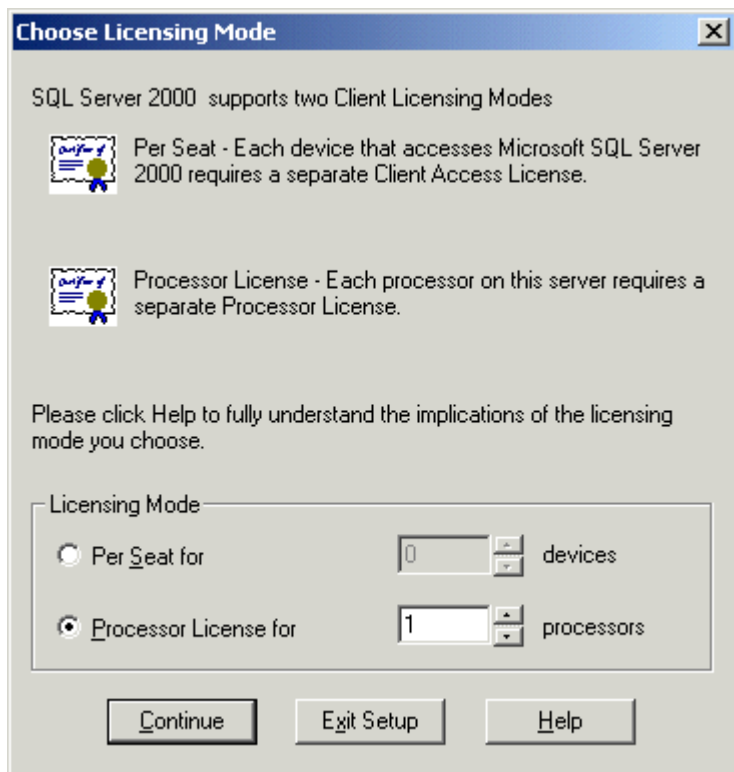 Choose Licensing Mode
SQL Server 2000 supports two Client Licensing Modes
Per Seat - Each device that accesses Microsoft SQL Server
2000 requires a separate Client Access License.
Processor License - Each processor on this server requires a
separate Processor License.
Please click Help to fully understand the implications of the licensing
mode you choose.
Licensing Mode
Per Seat for 0 devices
Processor License for 1 processors
Continue Exit Setup Help